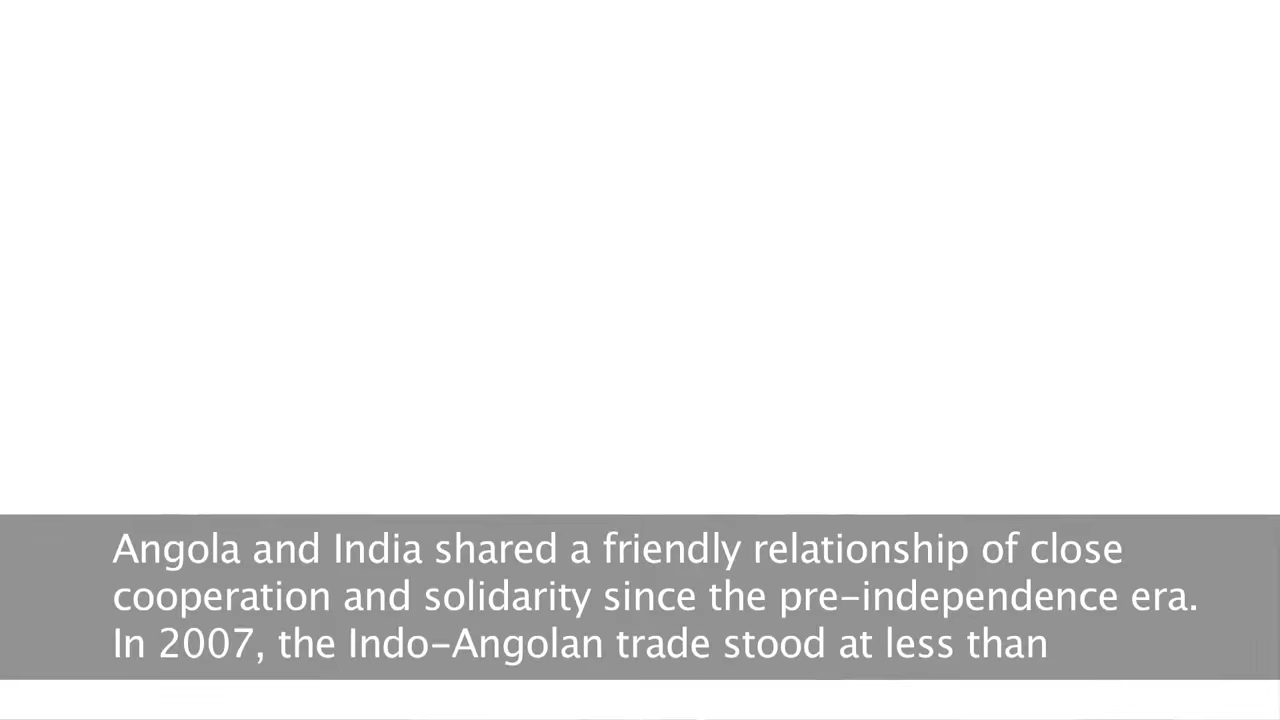 Angola and India shared a friendly relationship of close
cooperation and solidarity since the pre-independence era.
In 2007, the Indo-Angolan trade stood at less than